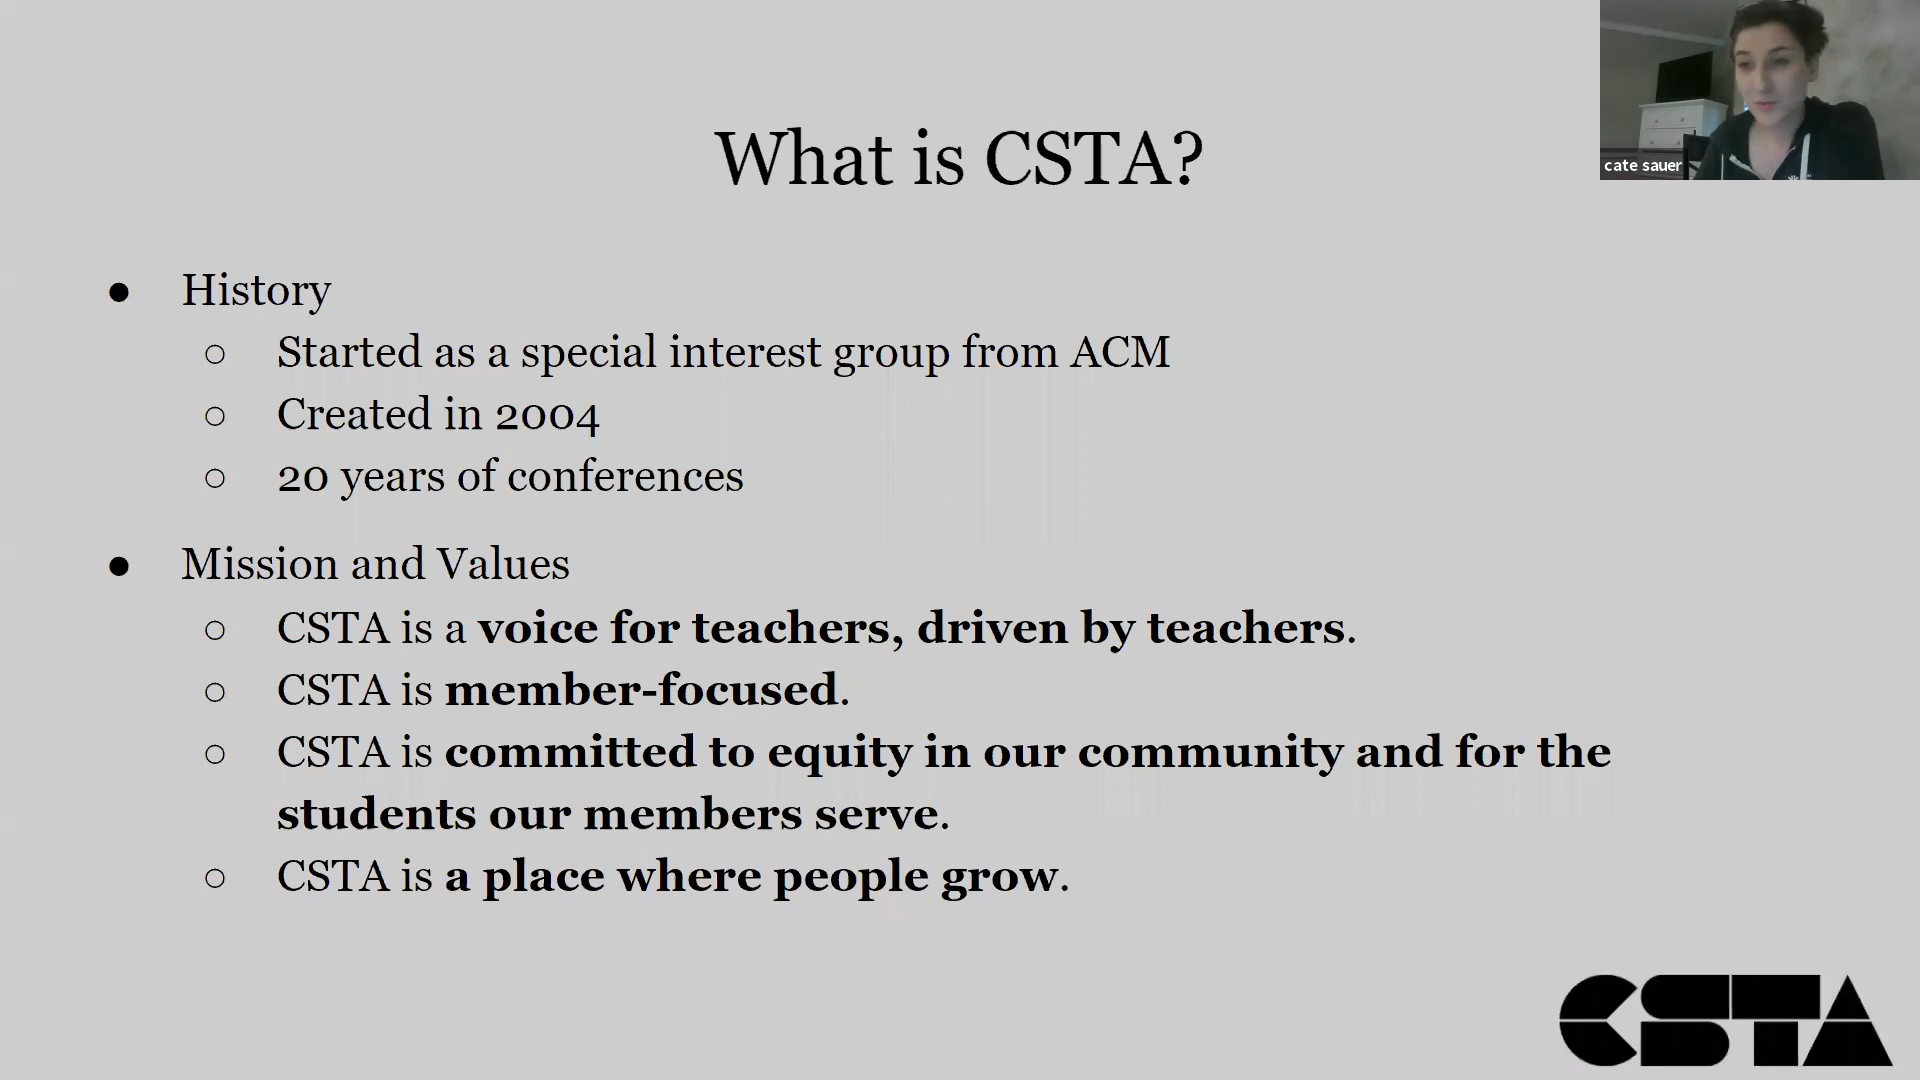 What is CSTA?
cate sauer
● History
○ Started as a special interest group from ACM
○ Created in 2004
○ 20 years of conferences
● Mission and Values
○ CSTA is a voice for teachers, driven by teachers.
○ CSTA is member-focused.
○ CSTA is committed to equity in our community and for the
students our members serve.
○ CSTA is a place where people grow.
CSTA